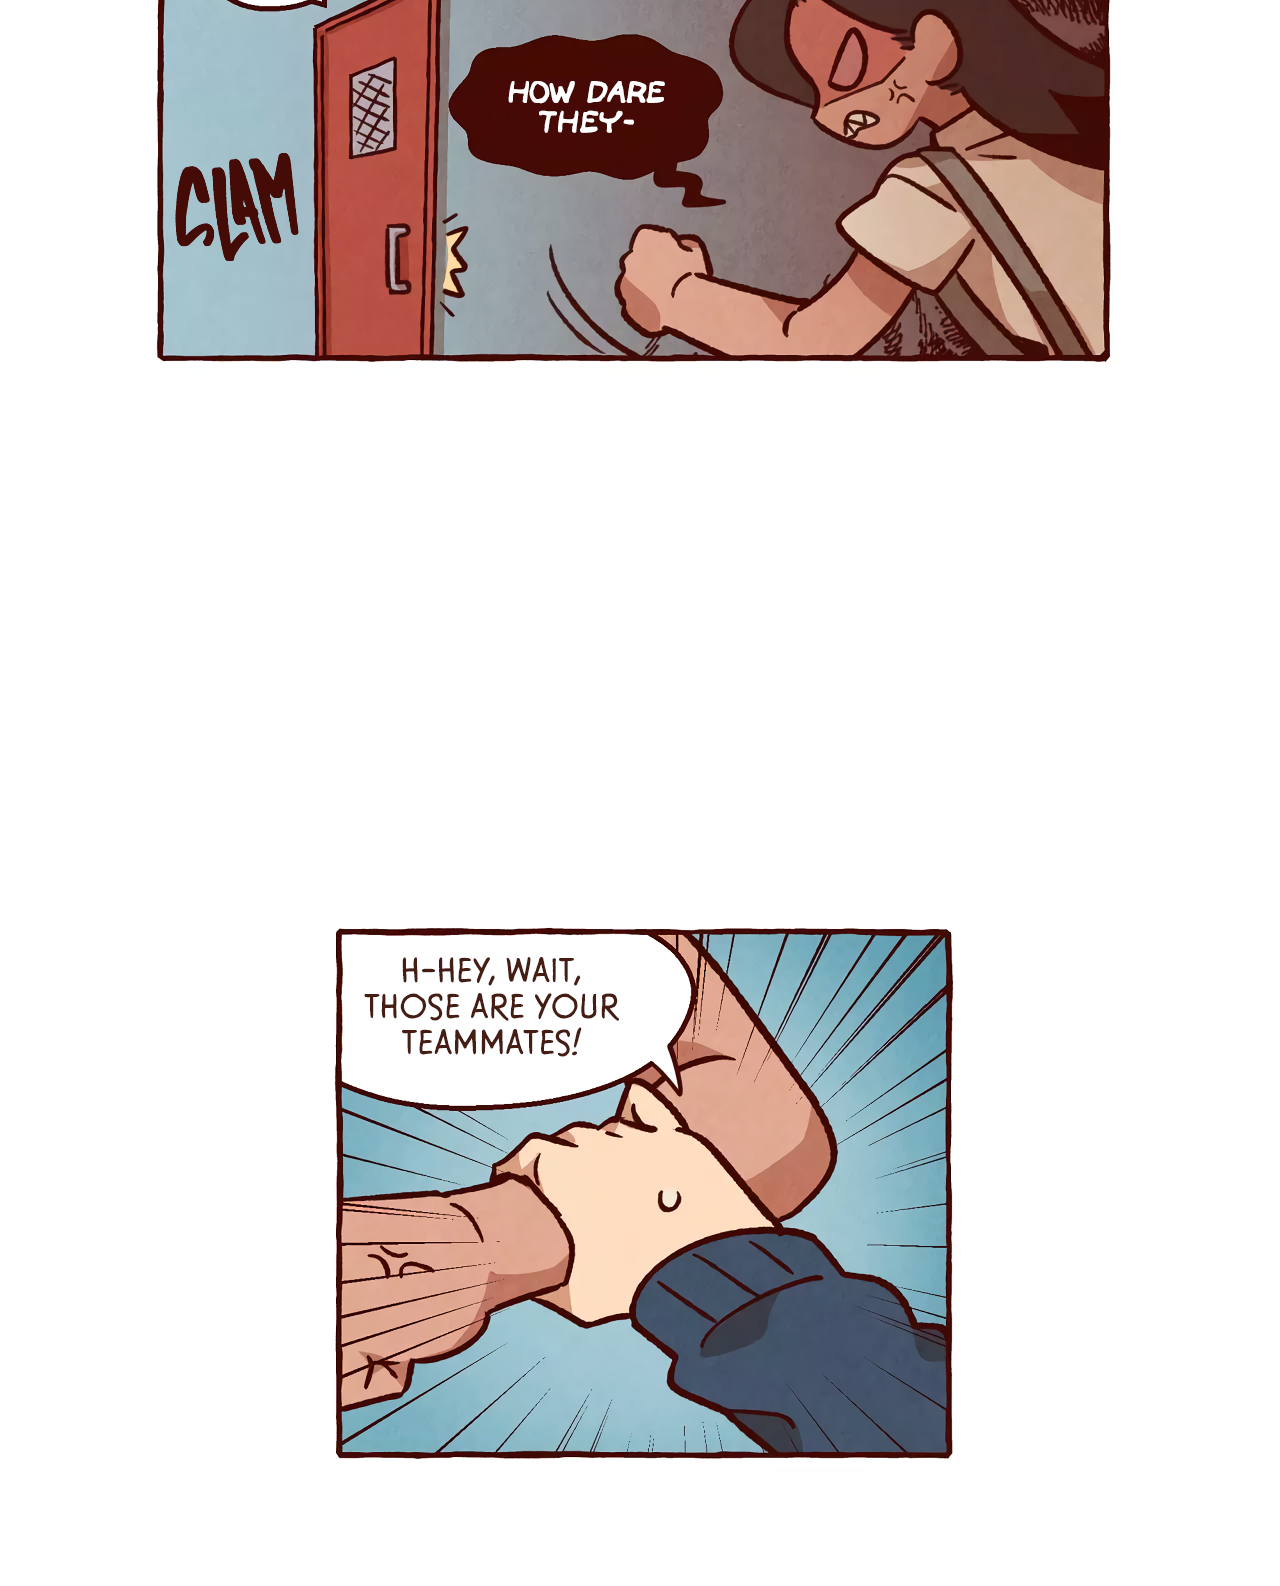 HOW DARE
THEY-
SLAM
H-HEY, WAIT,
THOSE ARE YOUR
TEAMMATES!